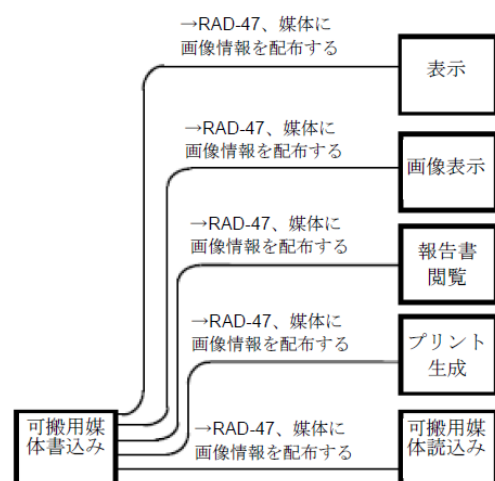 →RAD-47、媒体に
画像情報を配布する
表示
→RAD-47、媒体に
画像情報を配布する
画像表示
→RAD-47、媒体に
画像情報を配布する
報告書
閲覧
→RAD-47、媒体に
画像情報を配布する
プリント
生成
可搬用媒
体書込み
→RAD-47、媒体に
画像情報を配布する
可搬用媒
体読込み